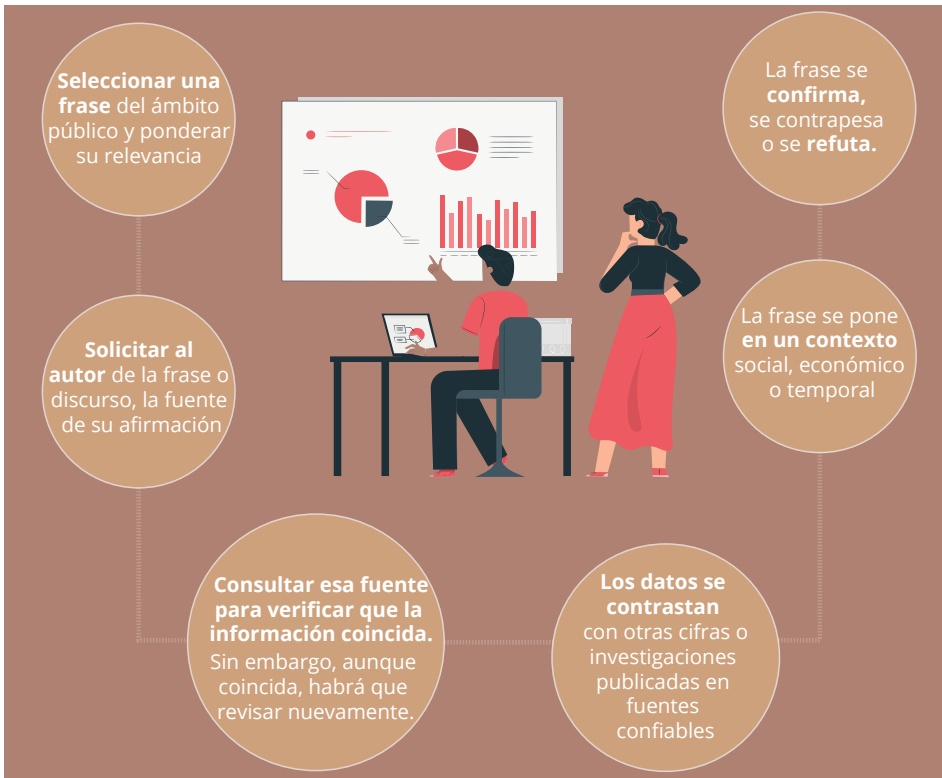 Seleccionar una
frase del ámbito
público y ponderar
su relevancia
Solicitar al
autor de la frase o
discurso, la fuente
de su afirmación
Consultar esa fuente
para verificar que la
información coincida.
Sin embargo, aunque
coincida, habrá que
revisar nuevamente.
Los datos se
contrastan
con otras cifras o
investigaciones
publicadas en
fuentes
confiables
La frase se pone
en un contexto
social, económico
o temporal
La frase se
confirma,
se contrapesa
o se refuta.